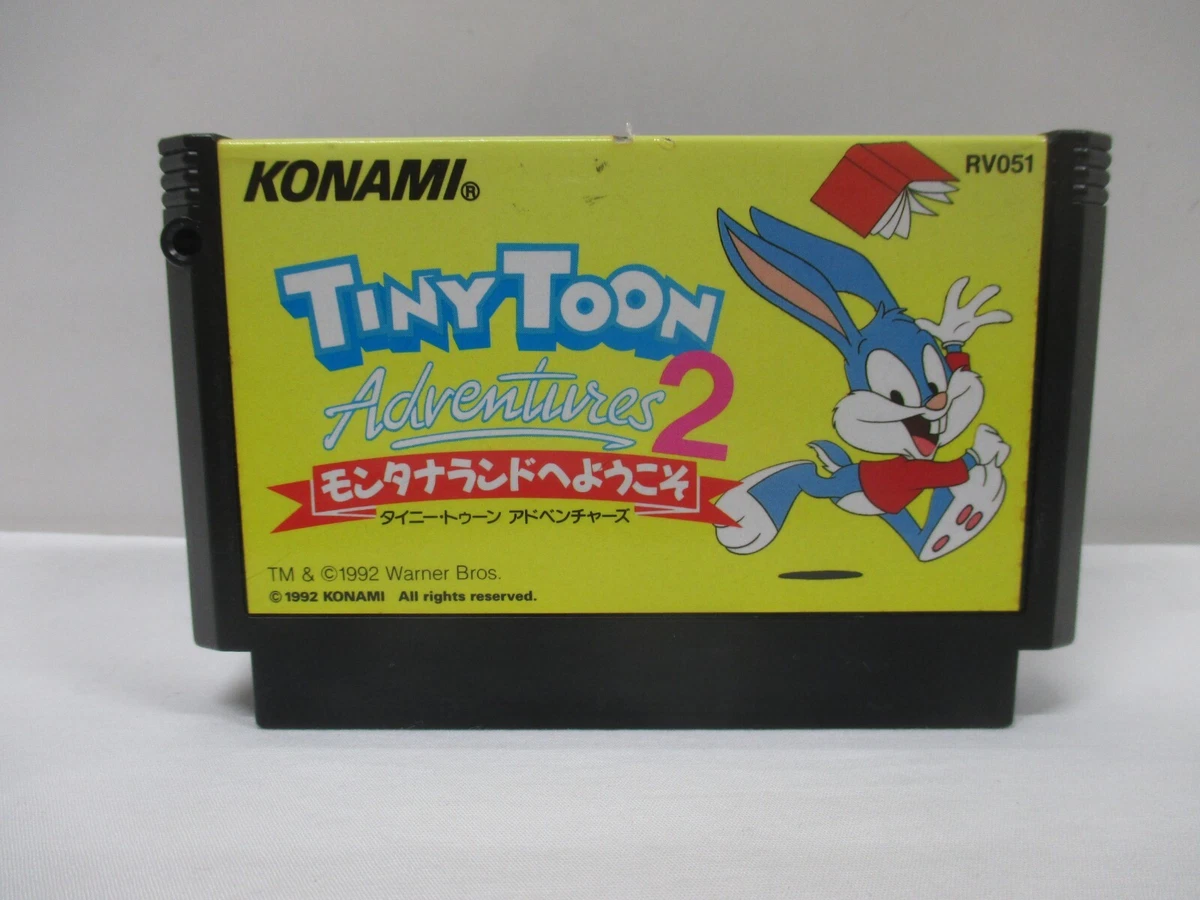 KONAMI®
RV051
TINY TOON
Adventures 2
モンタナランドへようこそ
タイニー・トゥーン アドベンチャーズ
TM & ©1992 Warner Bros.
©1992 KONAMI All rights reserved.